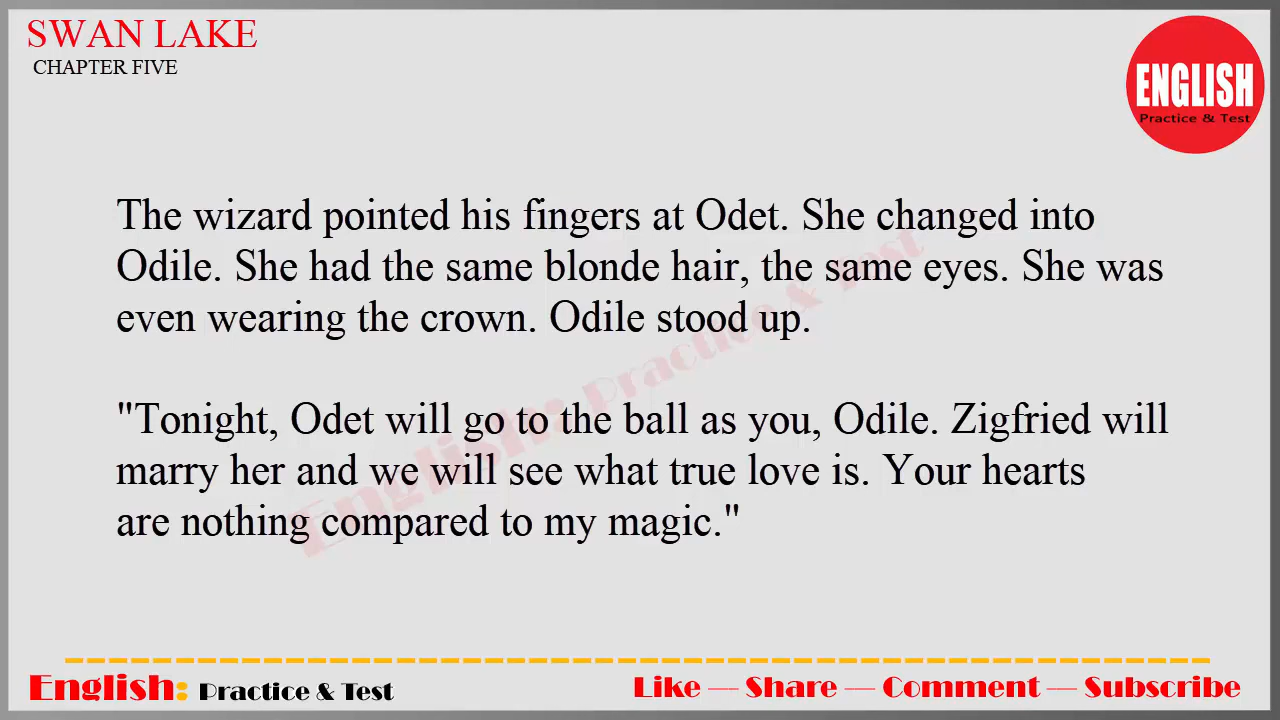 SWAN LAKE
CHAPTER FIVE
ENGLISH
Practice & Test
The wizard pointed his fingers at Odet. She changed into
Odile. She had the same blonde hair, the same eyes. She was
even wearing the crown. Odile stood up.
"Tonight, Odet will go to the ball as you, Odile. Zigfried will
marry her and we will see what true love is. Your hearts
are nothing compared to my magic."
English: Practice & Test
English: Practice & Test
Like — Share — Comment — Subscribe